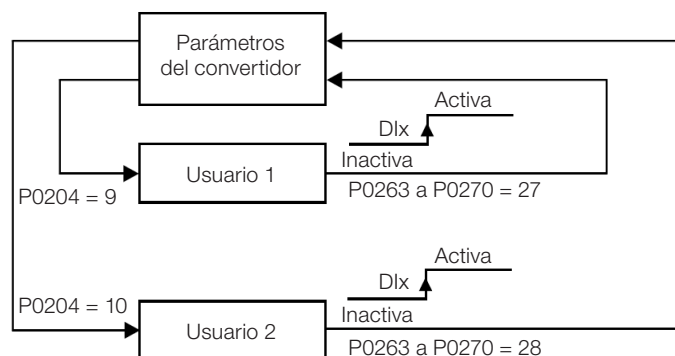 Parámetros
del convertidor
Activa
DIx
Inactiva
Usuario 1
P0263 a P0270 = 27
P0204 = 9
Activa
DIx
Inactiva
P0204 = 10
Usuario 2
P0263 a P0270 = 28